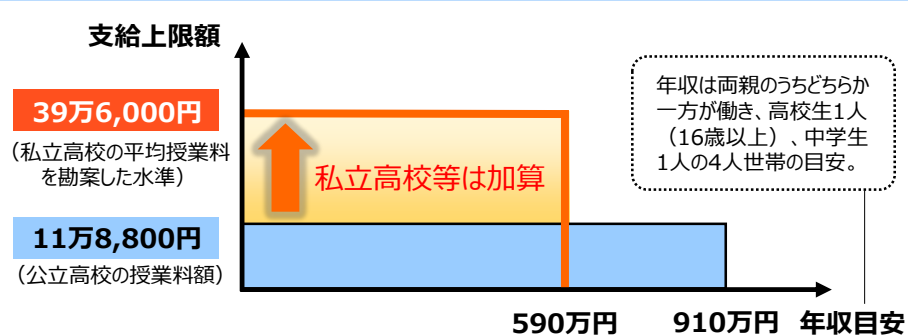 支給上限額
39万6,000円
（私立高校の平均授業料
を勘案した水準）
11万8,800円
（公立高校の授業料額）
私立高校等は加算
年収は両親のうちどちらか
一方が働き、高校生1人
（16歳以上）、中学生
1人の4人世帯の目安。
590万円
910万円
年収目安